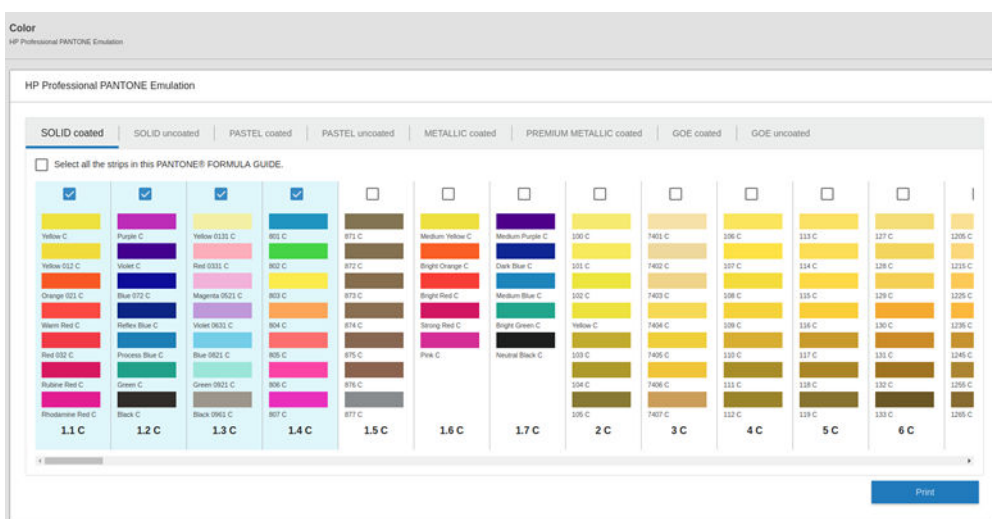 Color
HP Professional PANTONE Emulation
HP Professional PANTONE Emulation
SOLID coated SOLID uncoated PASTEL coated PASTEL uncoated METALLIC coated PREMIUM METALLIC coated GOE coated GOE uncoated
Select all the strips in this PANTONE® FORMULA GUIDE.
Yellow C Purple C Yellow 0131 C 801 C 871 C Medium Yellow C Medium Purple C 100 C 7401 C 106 C 113 C 127 C 1205 C
Yellow 012 C Violet C Red 0331 C 802 C 872 C Bright Orange C Dark Blue C 101 C 7402 C 107 C 114 C 128 C 1215 C
Orange 021 C Blue 072 C Magenta 0521 C 803 C 873 C Bright Red C Medium Blue C 102 C 7403 C 108 C 115 C 129 C 1225 C
Warm Red C Reflex Blue C Violet 0631 C 804 C 874 C Strong Red C Bright Green C Yellow C 7404 C 109 C 116 C 130 C 1235 C
Red 032 C Process Blue C Blue 0821 C 805 C 875 C Pink C Neutral Black C 103 C 7405 C 110 C 117 C 131 C 1245 C
Rubine Red C Green C Green 0921 C 806 C 876 C 104 C 7406 C 111 C 118 C 132 C 1255 C
Rhodamine Red C Black C Black 0961 C 807 C 877 C 105 C 7407 C 112 C 119 C 133 C 1265 C
1.1 C 1.2 C 1.3 C 1.4 C 1.5 C 1.6 C 1.7 C 2 C 3 C 4 C 5 C 6 C
Print